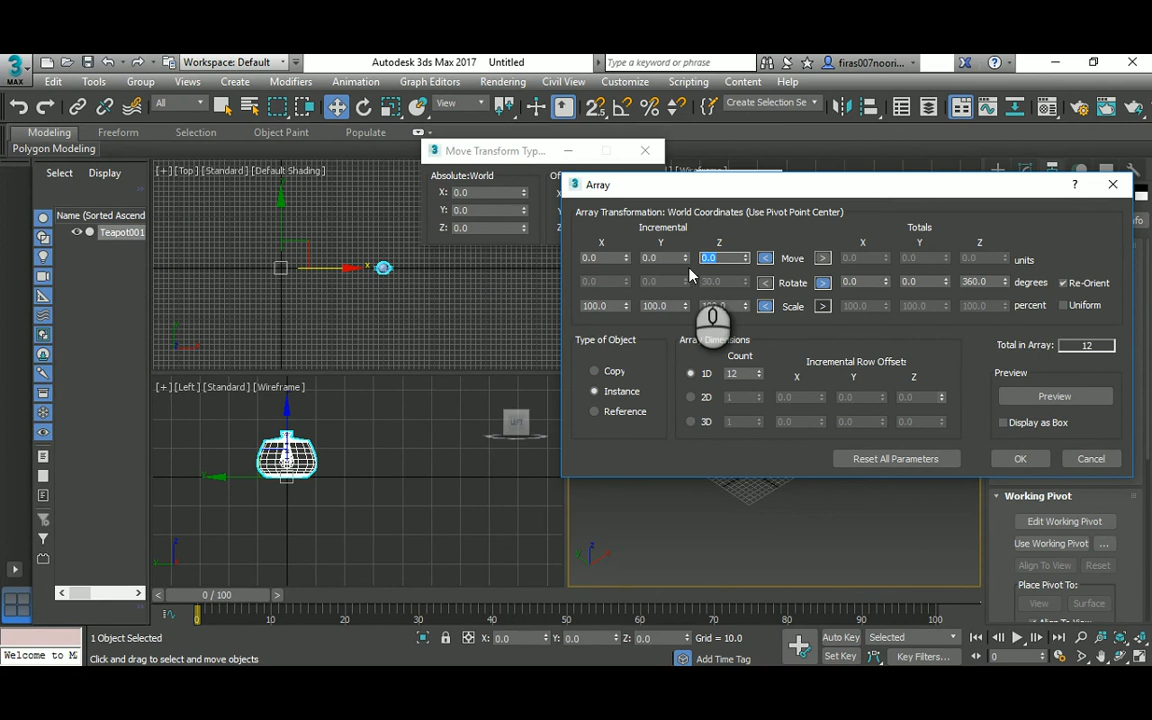 3 MAX
Workspace: Default
Autodesk 3ds Max 2017 Untitled
Type a keyword or phrase
firas007noori...
Edit Tools Group Views Create Modifiers Animation Graph Editors Rendering Civil View Customize Scripting Content Help
All
View
Create Selection Se
Modeling Freeform Selection Object Paint Populate
Polygon Modeling
3 Move Transform Typ...
Select Display
[+] [Top ] [Standard ] [Default Shading ]
Absolute:World
X: 0.0
Y: 0.0
Z: 0.0
Name (Sorted Ascend
Teapot001
3 Array
Array Transformation: World Coordinates (Use Pivot Point Center)
Incremental Totals
X Y Z X Y Z
0.0 0.0 0.0 < Move > 0.0 0.0 0.0 units
0.0 0.0 30.0 < Rotate > 0.0 0.0 360.0 degrees Re-Orient
100.0 100.0 100.0 < Scale > 100.0 100.0 100.0 percent Uniform
Type of Object
Copy
Instance
Reference
Array Dimensions
Count
Incremental Row Offsets
X Y Z
1D 12
2D 1 0.0 0.0 0.0
3D 1 0.0 0.0 0.0
Total in Array: 12
Preview
Preview
Display as Box
Reset All Parameters OK Cancel
[+] [Left ] [Standard ] [Wireframe ]
LEFT
Working Pivot
Edit Working Pivot
Use Working Pivot ...
Align To View Reset
Place Pivot To:
View Surface
0 / 100
0 10 20 30 40 50 60 70 80 90 100
1 Object Selected
X: 0.0 Y: 0.0 Z: 0.0 Grid = 10.0
Auto Key Selected
Welcome to M
Click and drag to select and move objects
Add Time Tag
Set Key Key Filters...
0